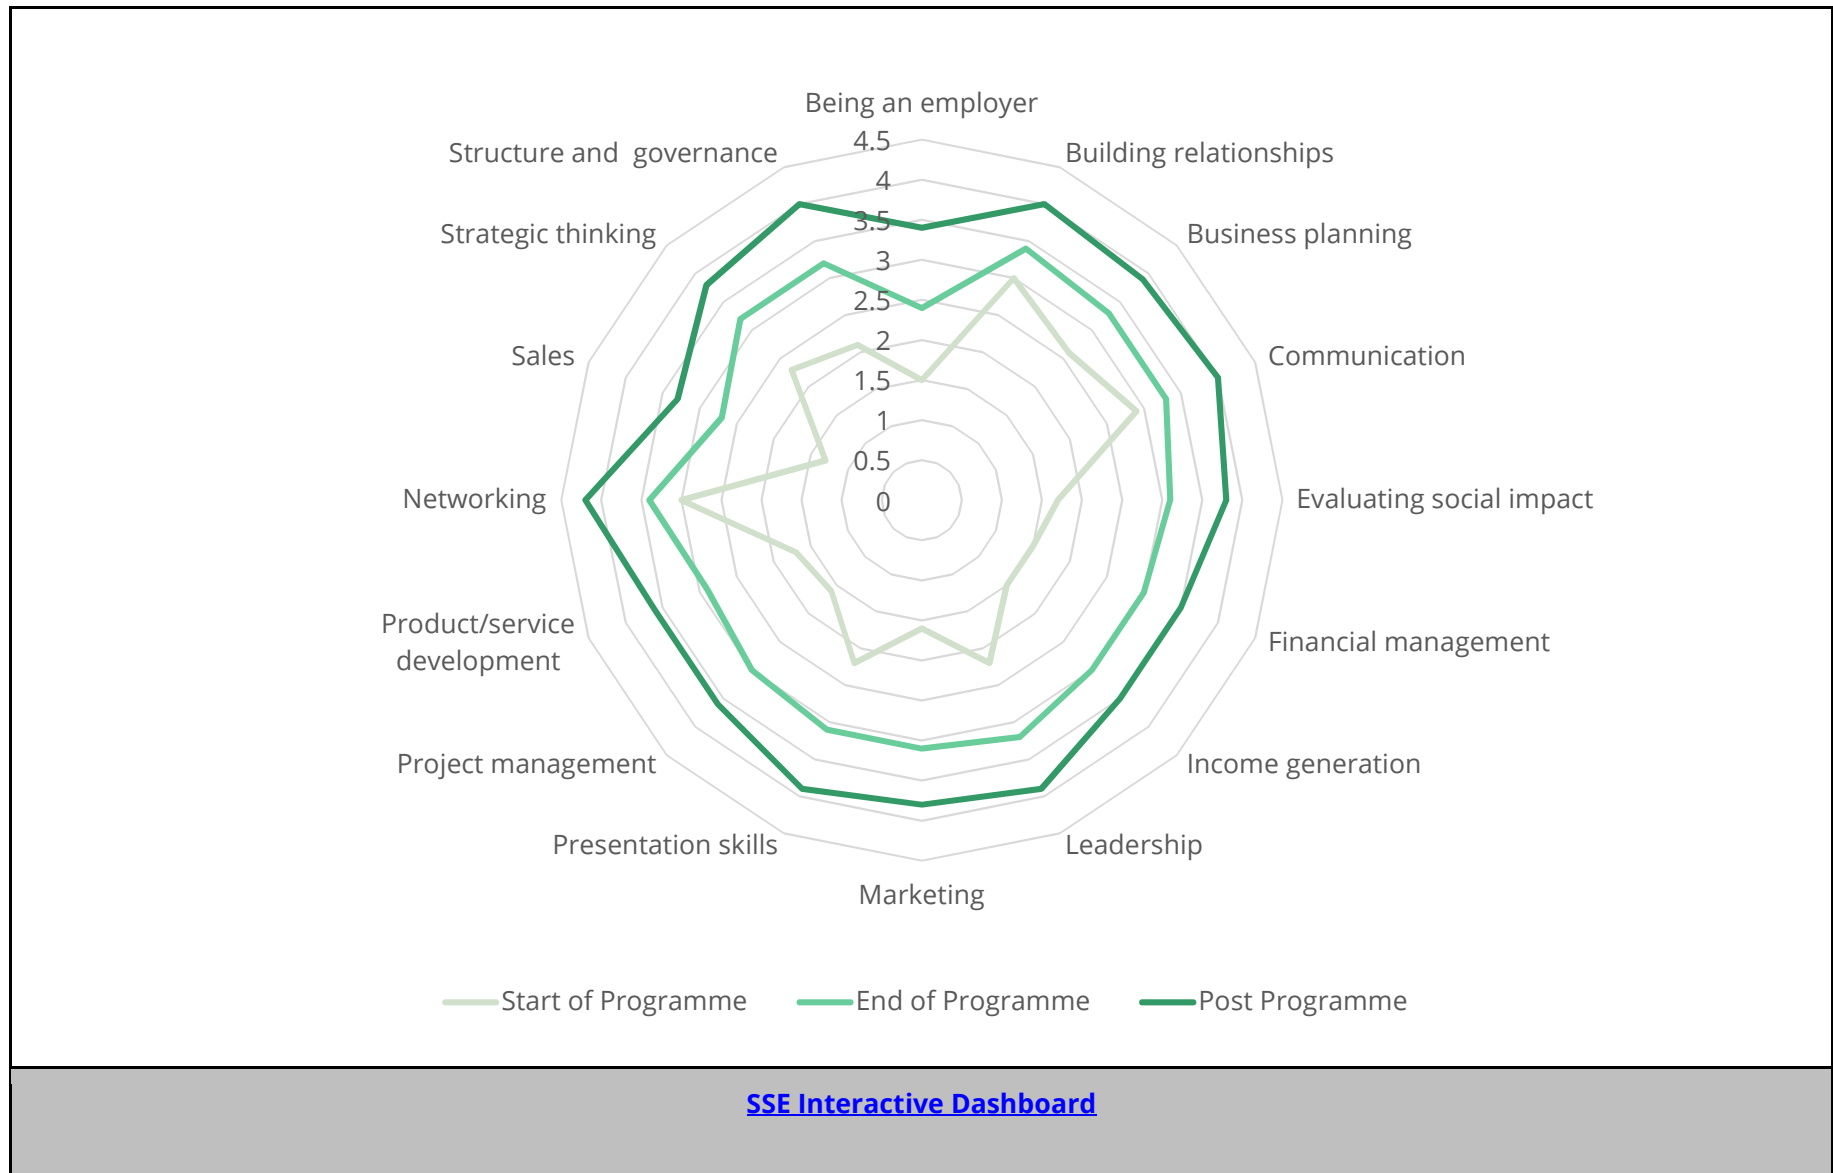 Being an employer
4.5
Structure and  governance
Building relationships
4
3.5
Strategic thinking
Business planning
3
2.5
2
Sales
Communication
1.5
1
0.5
Networking
0
Evaluating social impact
Product/service
development
Financial management
Project management
Income generation
Presentation skills
Leadership
Marketing
Start of Programme
End of Programme
Post Programme
SSE Interactive Dashboard